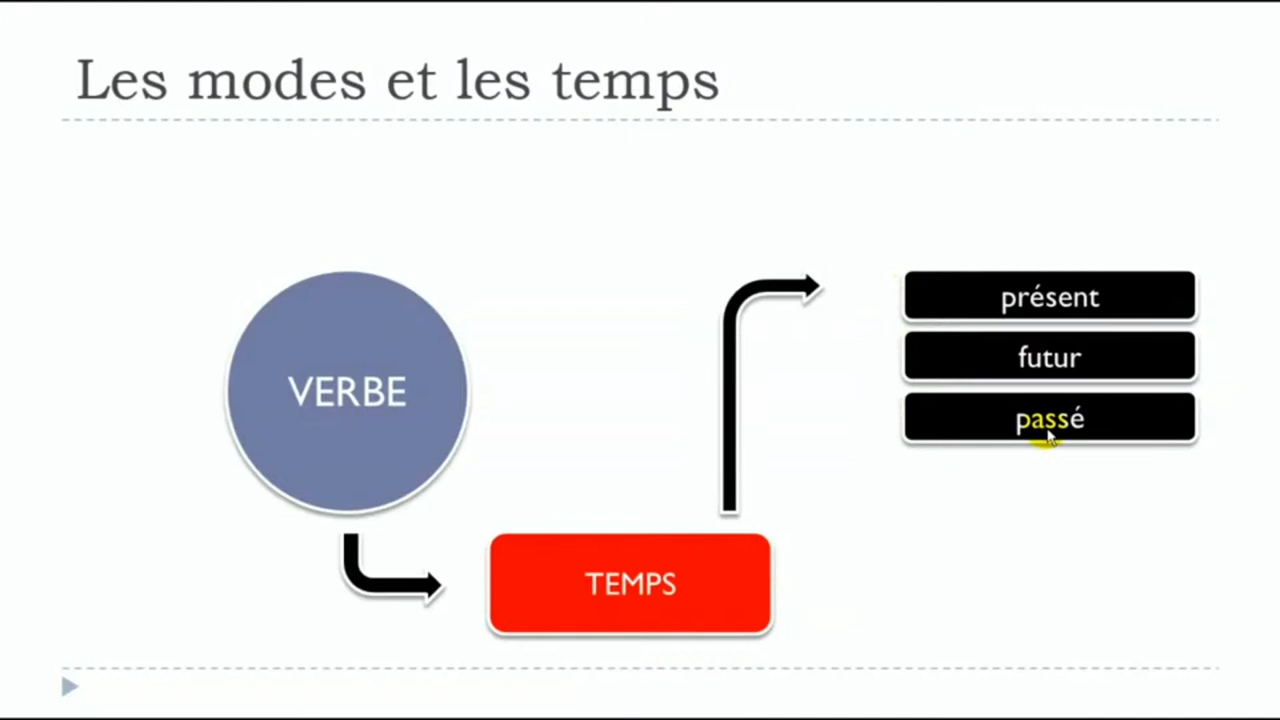 Les modes et les temps
VERBE
TEMPS
présent
futur
passé